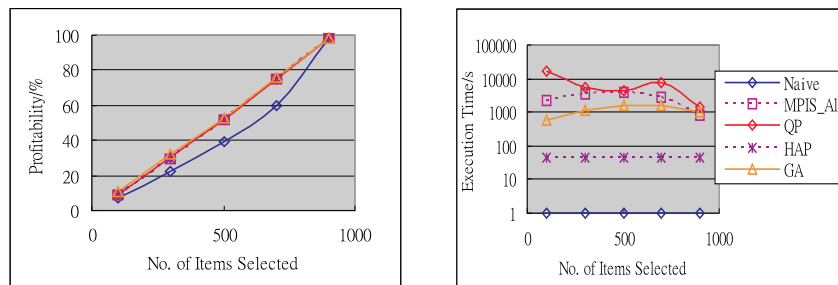 100
80
60
40
20
0
Profitability/%
0
500
1000
No. of Items Selected
100000
10000
1000
100
10
1
Execution Time/s
0
500
1000
No. of Items Selected
Naive
MPIS_Al
QP
HAP
GA